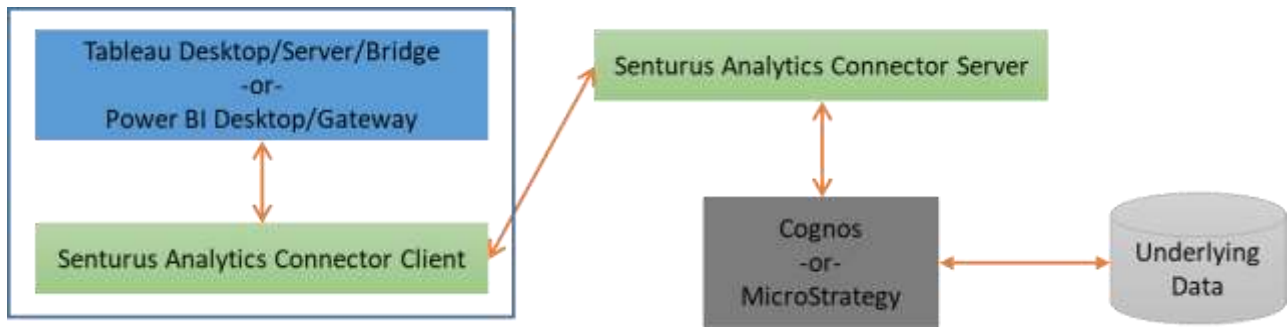 Tableau Desktop/Server/Bridge
-or-
Power BI Desktop/Gateway
Senturus Analytics Connector Client
Senturus Analytics Connector Server
Cognos
-or-
MicroStrategy
Underlying
Data